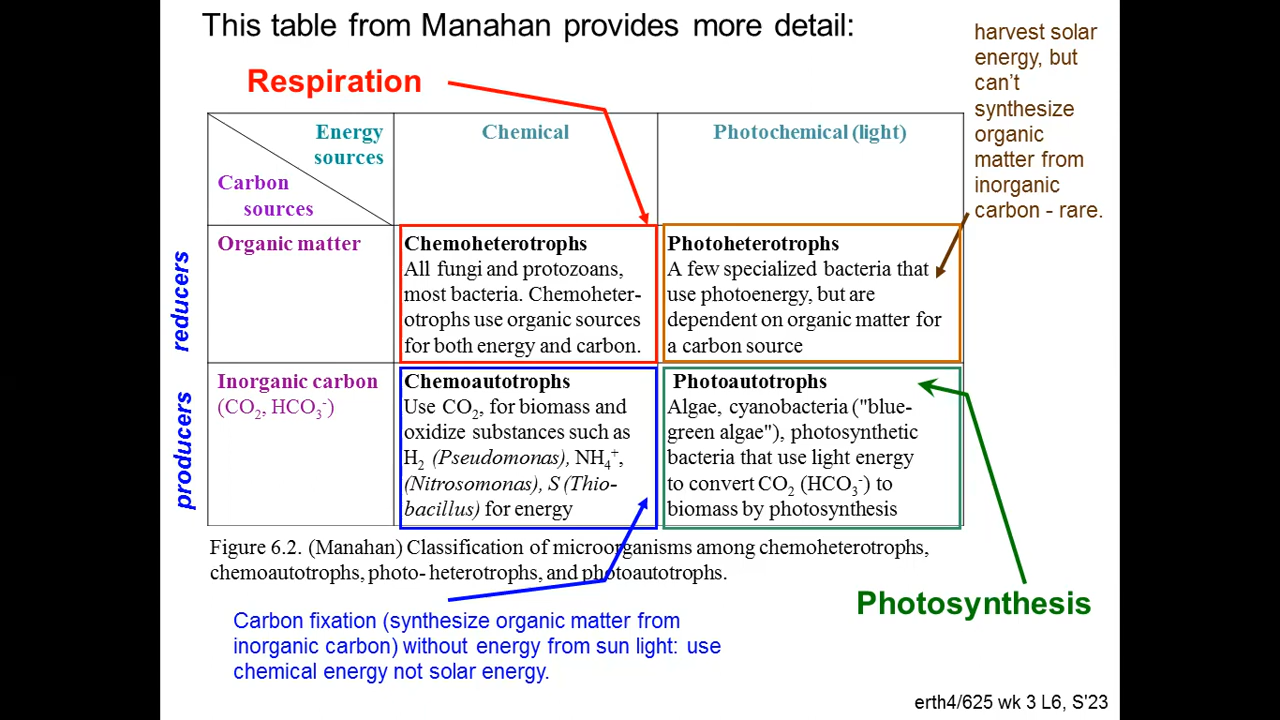 This table from Manahan provides more detail:
harvest solar
energy, but
can't
synthesize
organic
matter from
inorganic
carbon - rare.
Respiration
Energy
sources
Carbon
sources
Chemical
Photochemical (light)
reducers
Organic matter
Chemoheterotrophs
All fungi and protozoans,
most bacteria. Chemoheter-
otrophs use organic sources
for both energy and carbon.
Photoheterotrophs
A few specialized bacteria that
use photoenergy, but are
dependent on organic matter for
a carbon source
producers
Inorganic carbon
(CO₂, HCO₃⁻)
Chemoautotrophs
Use CO₂, for biomass and
oxidize substances such as
H₂ (Pseudomonas), NH₄⁺,
(Nitrosomonas), S (Thio-
bacillus) for energy
Photoautotrophs
Algae, cyanobacteria ("blue-
green algae"), photosynthetic
bacteria that use light energy
to convert CO₂ (HCO₃⁻) to
biomass by photosynthesis
Figure 6.2. (Manahan) Classification of microorganisms among chemoheterotrophs,
chemoautotrophs, photo- heterotrophs, and photoautotrophs.
Photosynthesis
Carbon fixation (synthesize organic matter from
inorganic carbon) without energy from sun light: use
chemical energy not solar energy.
erth4/625 wk 3 L6, S'23